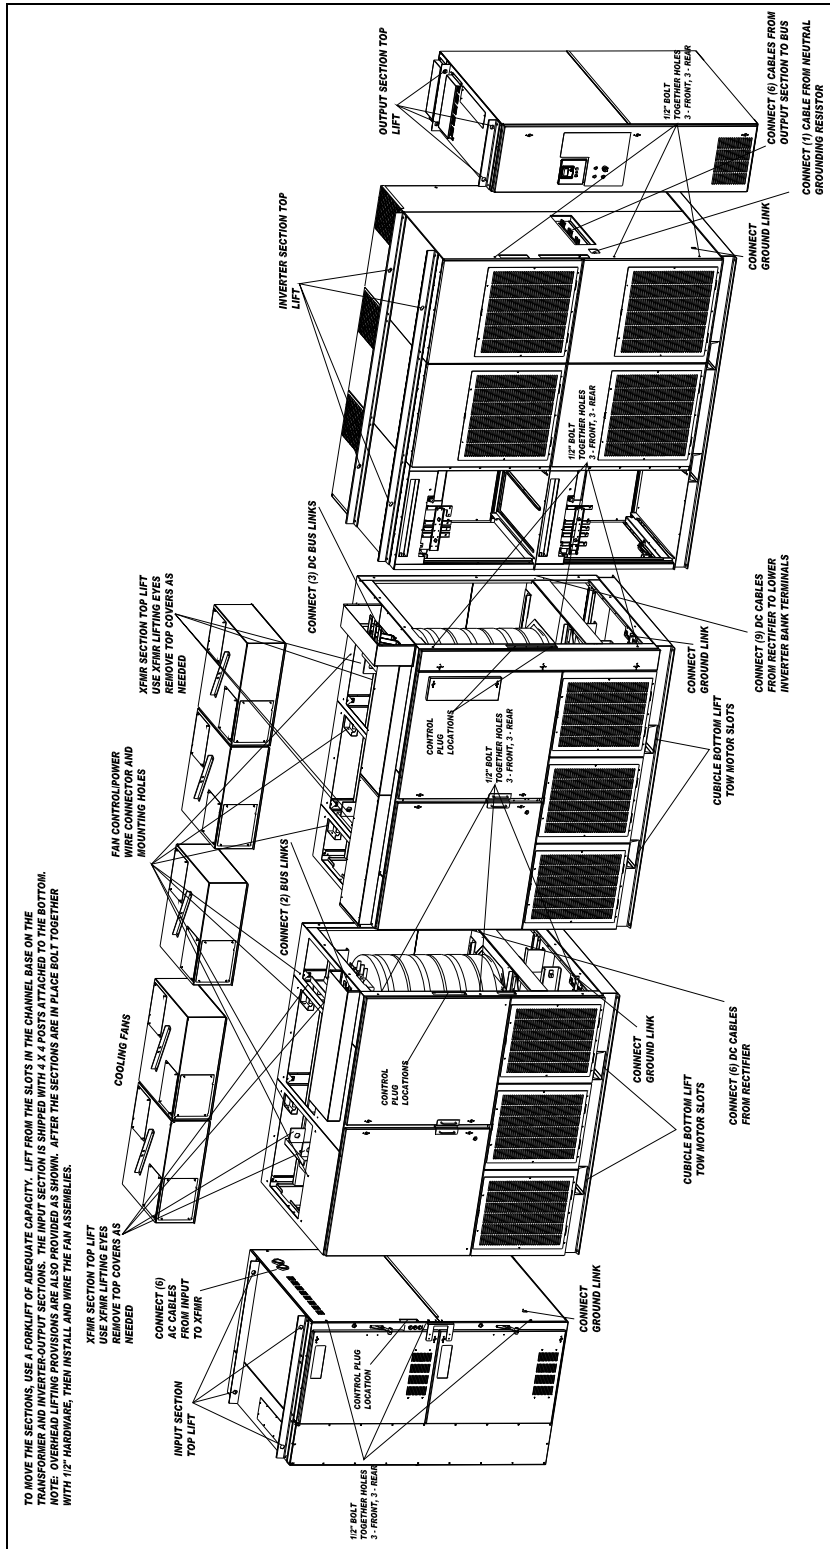 TO MOVE THE SECTIONS, USE A FORKLIFT OF ADEQUATE CAPACITY.  LIFT FROM THE SLOTS IN THE CHANNEL BASE ON THE
TRANSFORMER AND INVERTER-OUTPUT SECTIONS.  THE INPUT SECTION IS SHIPPED WITH 4 X 4 POSTS ATTACHED TO THE BOTTOM.
NOTE:  OVERHEAD LIFTING PROVISIONS ARE ALSO PROVIDED AS SHOWN.  AFTER THE SECTIONS ARE IN PLACE BOLT TOGETHER
WITH 1/2" HARDWARE, THEN INSTALL AND WIRE THE FAN ASSEMBLIES.
XFMR SECTION TOP LIFT
USE XFMR LIFTING EYES
REMOVE TOP COVERS AS
NEEDED
COOLING FANS
FAN CONTROL/POWER
WIRE CONNECTOR AND
MOUNTING HOLES
XFMR SECTION TOP LIFT
USE XFMR LIFTING EYES
REMOVE TOP COVERS AS
NEEDED
CONNECT (6)
AC CABLES
FROM INPUT
TO XFMR
INPUT SECTION
TOP LIFT
CONNECT (2) BUS LINKS
CONNECT (3) DC BUS LINKS
INVERTER SECTION TOP
LIFT
OUTPUT SECTION TOP
LIFT
1/2" BOLT
TOGETHER HOLES
3 - FRONT, 3 - REAR
CONTROL PLUG
LOCATION
CONTROL
PLUG
LOCATIONS
1/2" BOLT
TOGETHER HOLES
3 - FRONT, 3 - REAR
CONTROL
PLUG
LOCATIONS
1/2" BOLT
TOGETHER HOLES
3 - FRONT, 3 - REAR
1/2" BOLT
TOGETHER HOLES
3 - FRONT, 3 - REAR
CONNECT
GROUND LINK
CONNECT
GROUND LINK
CUBICLE BOTTOM LIFT
TOW MOTOR SLOTS
CONNECT (6) DC CABLES
FROM RECTIFIER
CONNECT
GROUND LINK
CUBICLE BOTTOM LIFT
TOW MOTOR SLOTS
CONNECT (9) DC CABLES
FROM RECTIFIER TO LOWER
INVERTER BANK TERMINALS
CONNECT
GROUND LINK
CONNECT (6) CABLES FROM
OUTPUT SECTION TO BUS
CONNECT (1) CABLE FROM NEUTRAL
GROUNDING RESISTOR